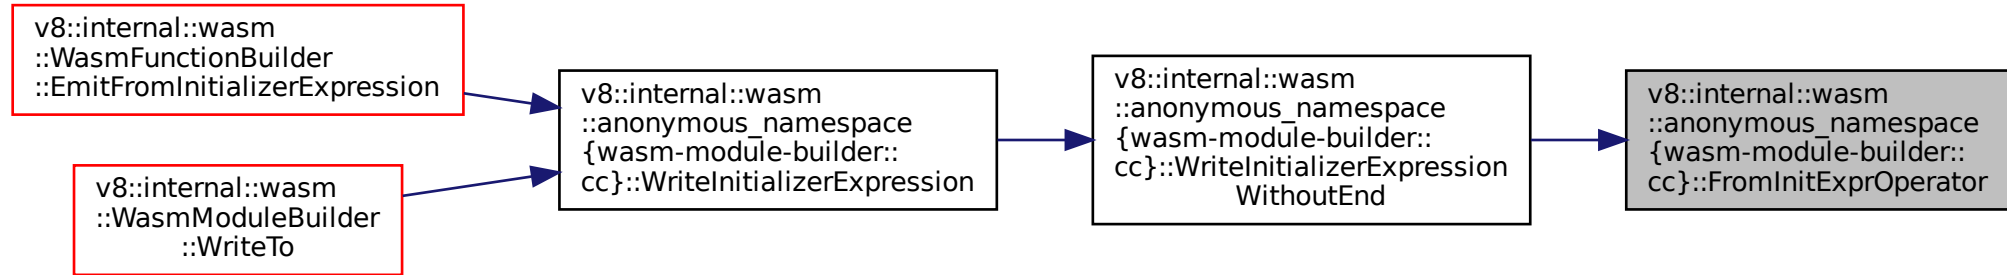 v8::internal::wasm
::WasmFunctionBuilder
::EmitFromInitializerExpression
v8::internal::wasm
::WasmModuleBuilder
::WriteTo
v8::internal::wasm
::anonymous_namespace
{wasm-module-builder::
cc}::WriteInitializerExpression
v8::internal::wasm
::anonymous_namespace
{wasm-module-builder::
cc}::WriteInitializerExpression
WithoutEnd
v8::internal::wasm
::anonymous_namespace
{wasm-module-builder::
cc}::FromInitExprOperator